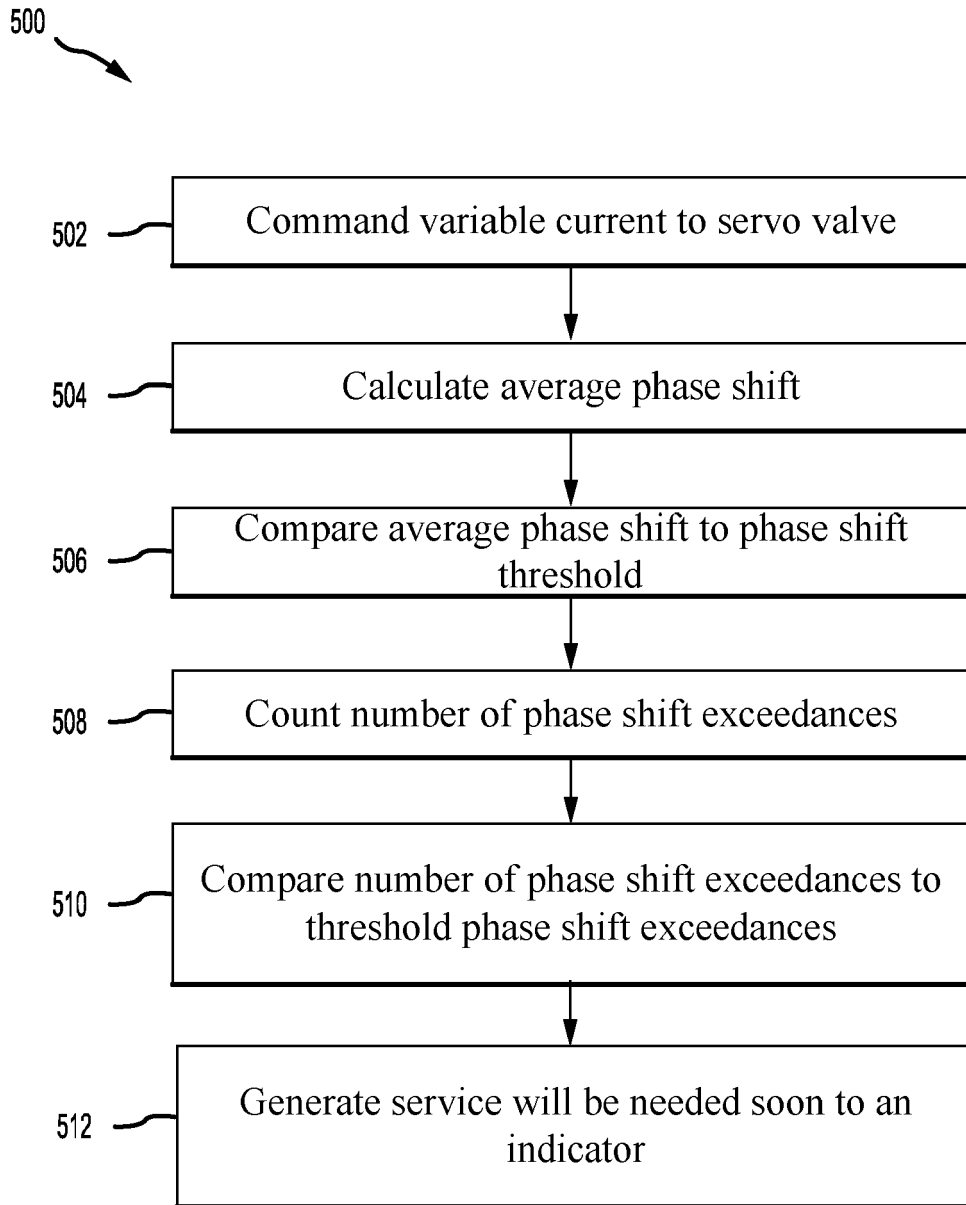 500
502
Command variable current to servo valve
504
Calculate average phase shift
506
Compare average phase shift to phase shift
threshold
508
Count number of phase shift exceedances
510
Compare number of phase shift exceedances to
threshold phase shift exceedances
512
Generate service will be needed soon to an
indicator